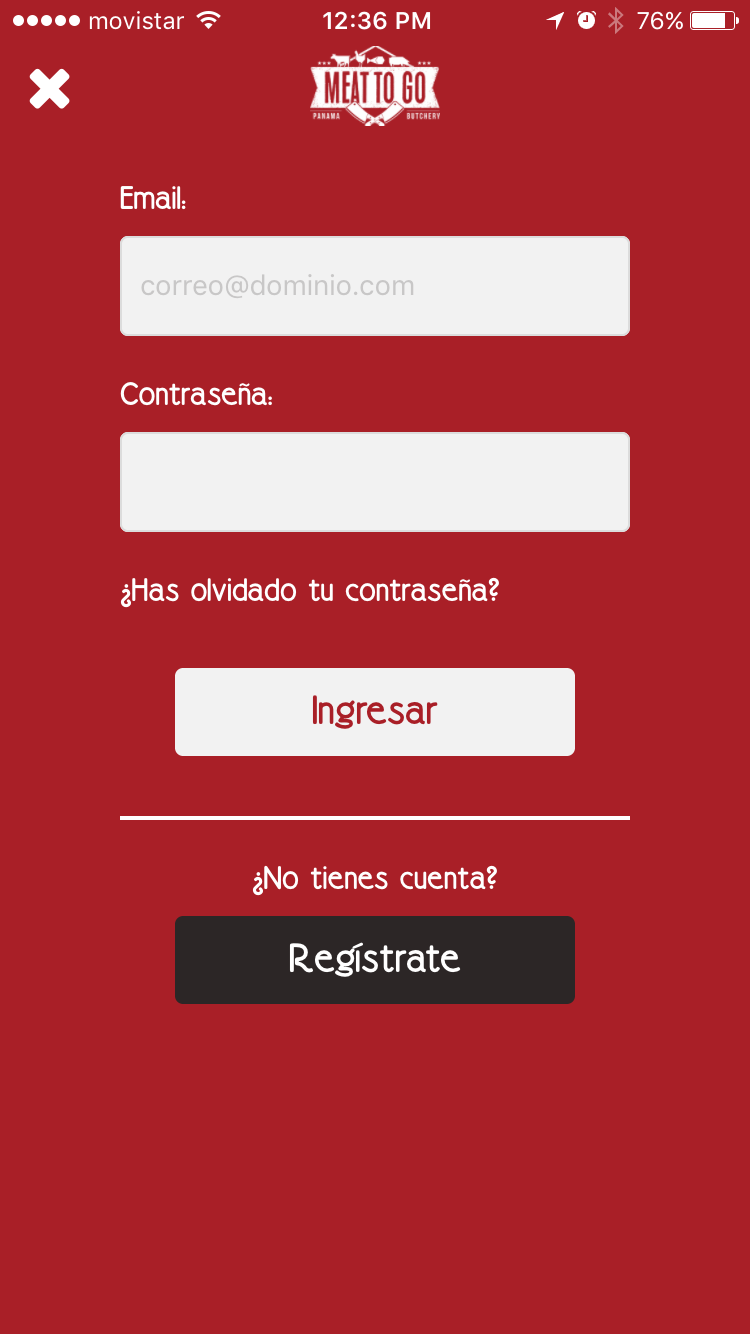 movistar 12:36 PM 76%
MEAT TO GO
PANAMA BUTCHERY
Email:
correo@dominio.com
Contraseña:
¿Has olvidado tu contraseña?
Ingresar
¿No tienes cuenta?
Regístrate